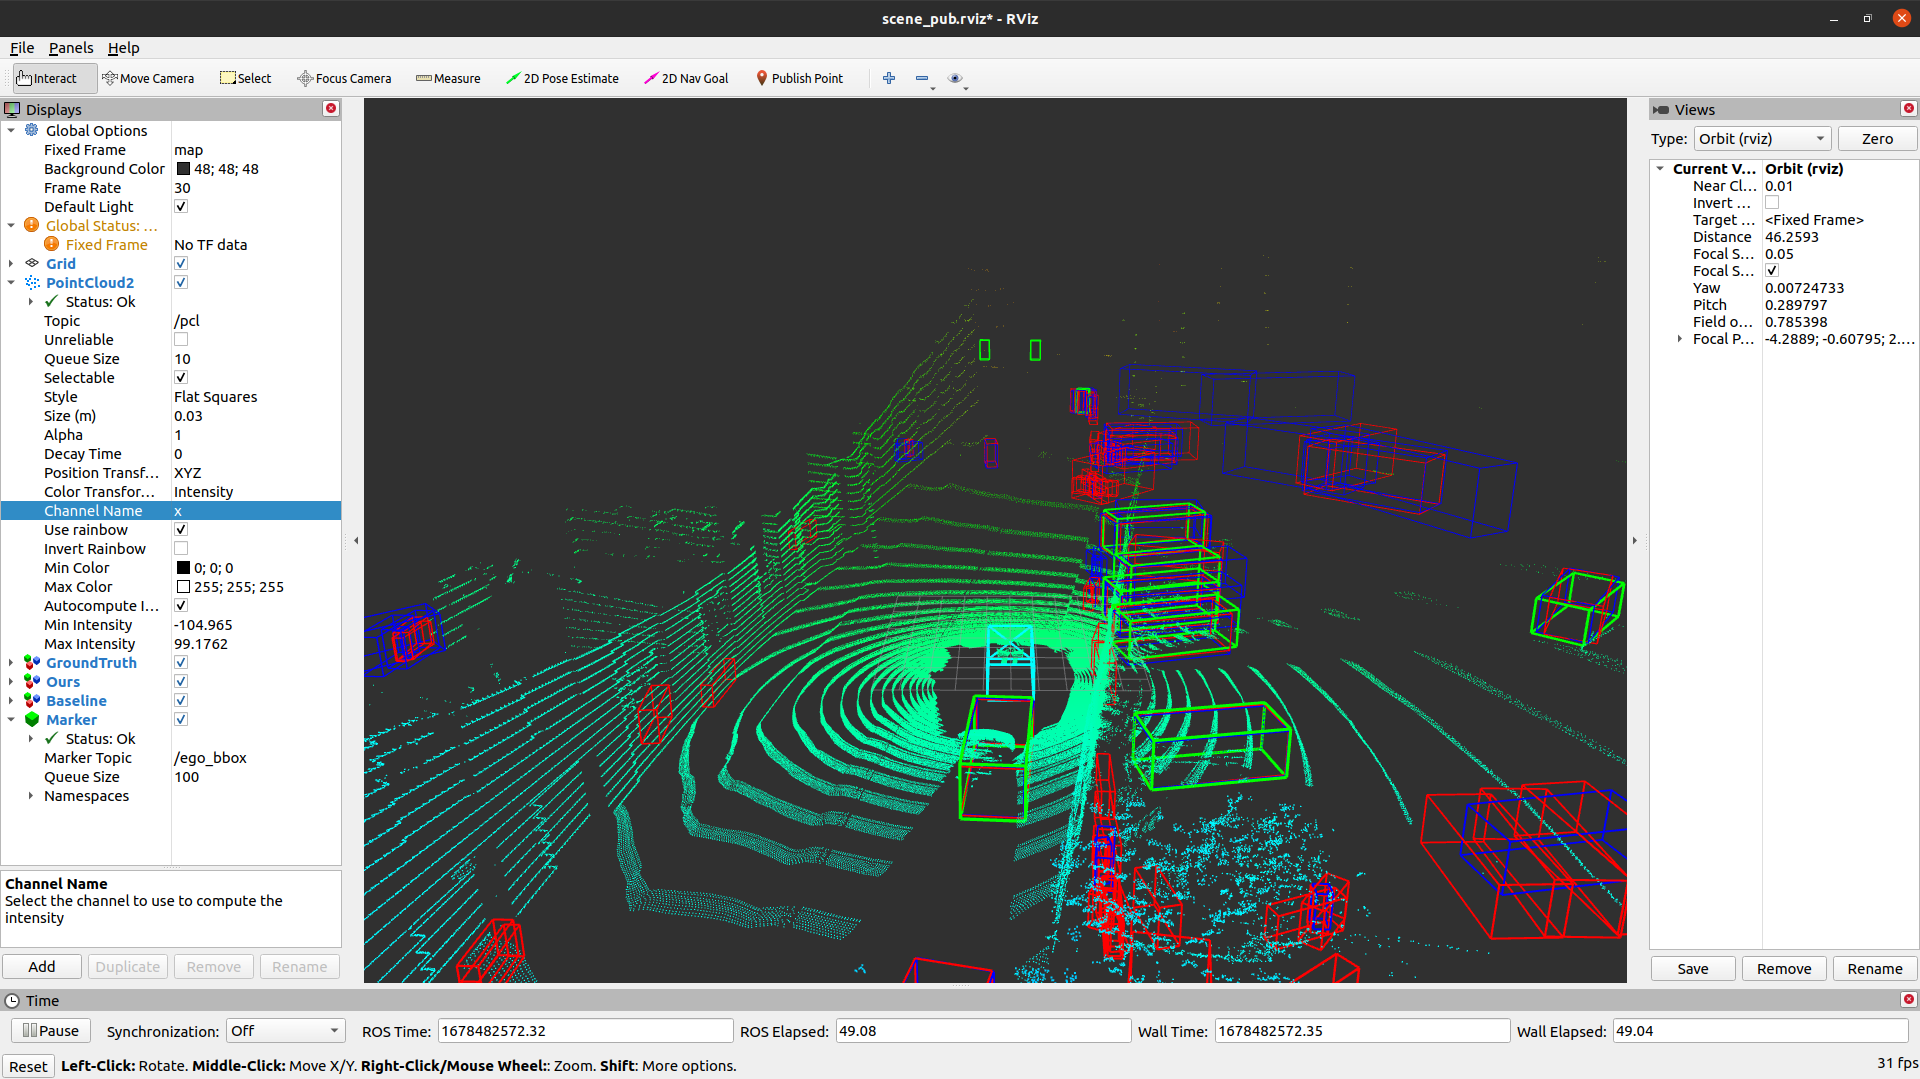 scene_pub.rviz* - RViz
File Panels Help
Interact Move Camera Select Focus Camera Measure 2D Pose Estimate 2D Nav Goal Publish Point
Displays
Global Options
Fixed Frame map
Background Color 48; 48; 48
Frame Rate 30
Default Light
Global Status: ...
Fixed Frame No TF data
Grid
PointCloud2
Status: Ok
Topic /pcl
Unreliable
Queue Size 10
Selectable
Style Flat Squares
Size (m) 0.03
Alpha 1
Decay Time 0
Position Transf... XYZ
Color Transfor... Intensity
Channel Name x
Use rainbow
Invert Rainbow
Min Color 0; 0; 0
Max Color 255; 255; 255
Autocompute I...
Min Intensity -104.965
Max Intensity 99.1762
GroundTruth
Ours
Baseline
Marker
Status: Ok
Marker Topic /ego_bbox
Queue Size 100
Namespaces
Channel Name
Select the channel to use to compute the
intensity
Add Duplicate Remove Rename
Views
Type: Orbit (rviz) Zero
Current V... Orbit (rviz)
Near Cl... 0.01
Invert ...
Target ... <Fixed Frame>
Distance 46.2593
Focal S... 0.05
Focal S...
Yaw 0.00724733
Pitch 0.289797
Field o... 0.785398
Focal P... -4.2889; -0.60795; 2....
Save Remove Rename
Time
Pause Synchronization: Off ROS Time: 1678482572.32 ROS Elapsed: 49.08 Wall Time: 1678482572.35 Wall Elapsed: 49.04
Reset Left-Click: Rotate. Middle-Click: Move X/Y. Right-Click/Mouse Wheel:: Zoom. Shift: More options. 31 fps